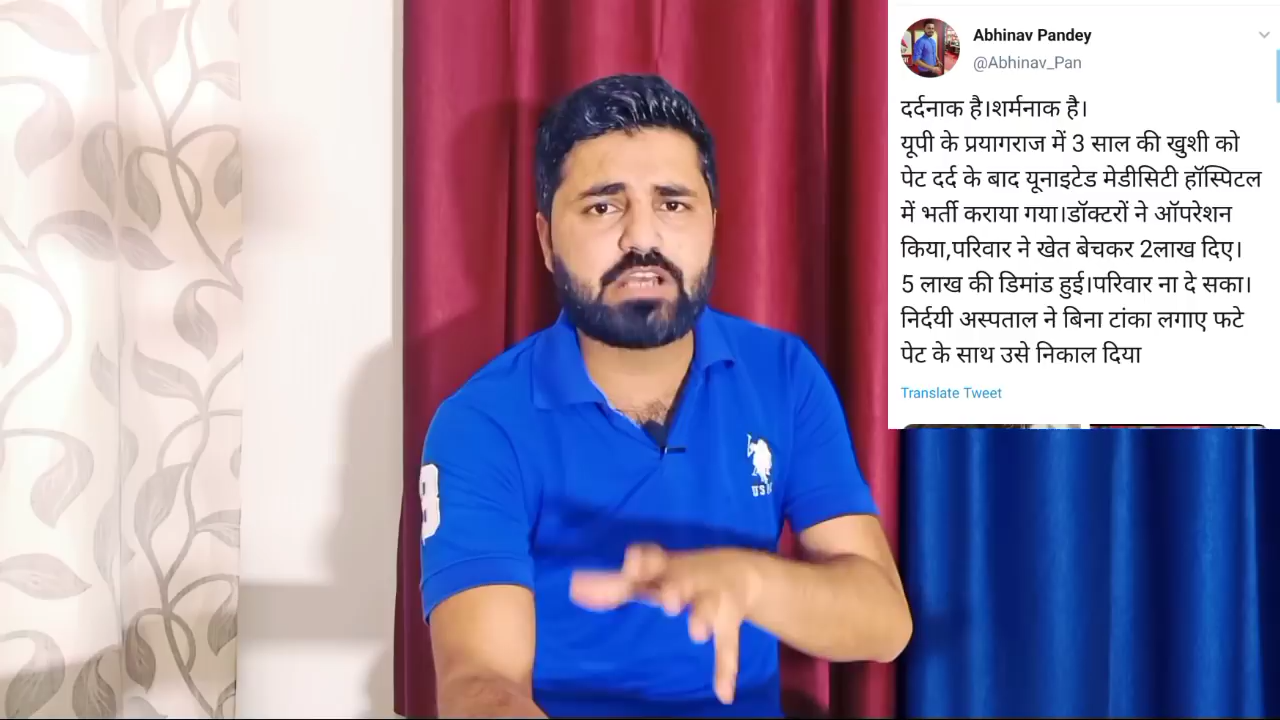 Abhinav Pandey
@Abhinav_Pan
दर्दनाक है।शर्मनाक है।
यूपी के प्रयागराज में 3 साल की खुशी को
पेट दर्द के बाद यूनाइटेड मेडीसिटी हॉस्पिटल
में भर्ती कराया गया।डॉक्टरों ने ऑपरेशन
किया,परिवार ने खेत बेचकर 2लाख दिए।
5 लाख की डिमांड हुई।परिवार ना दे सका।
निर्दयी अस्पताल ने बिना टांका लगाए फटे
पेट के साथ उसे निकाल दिया
Translate Tweet